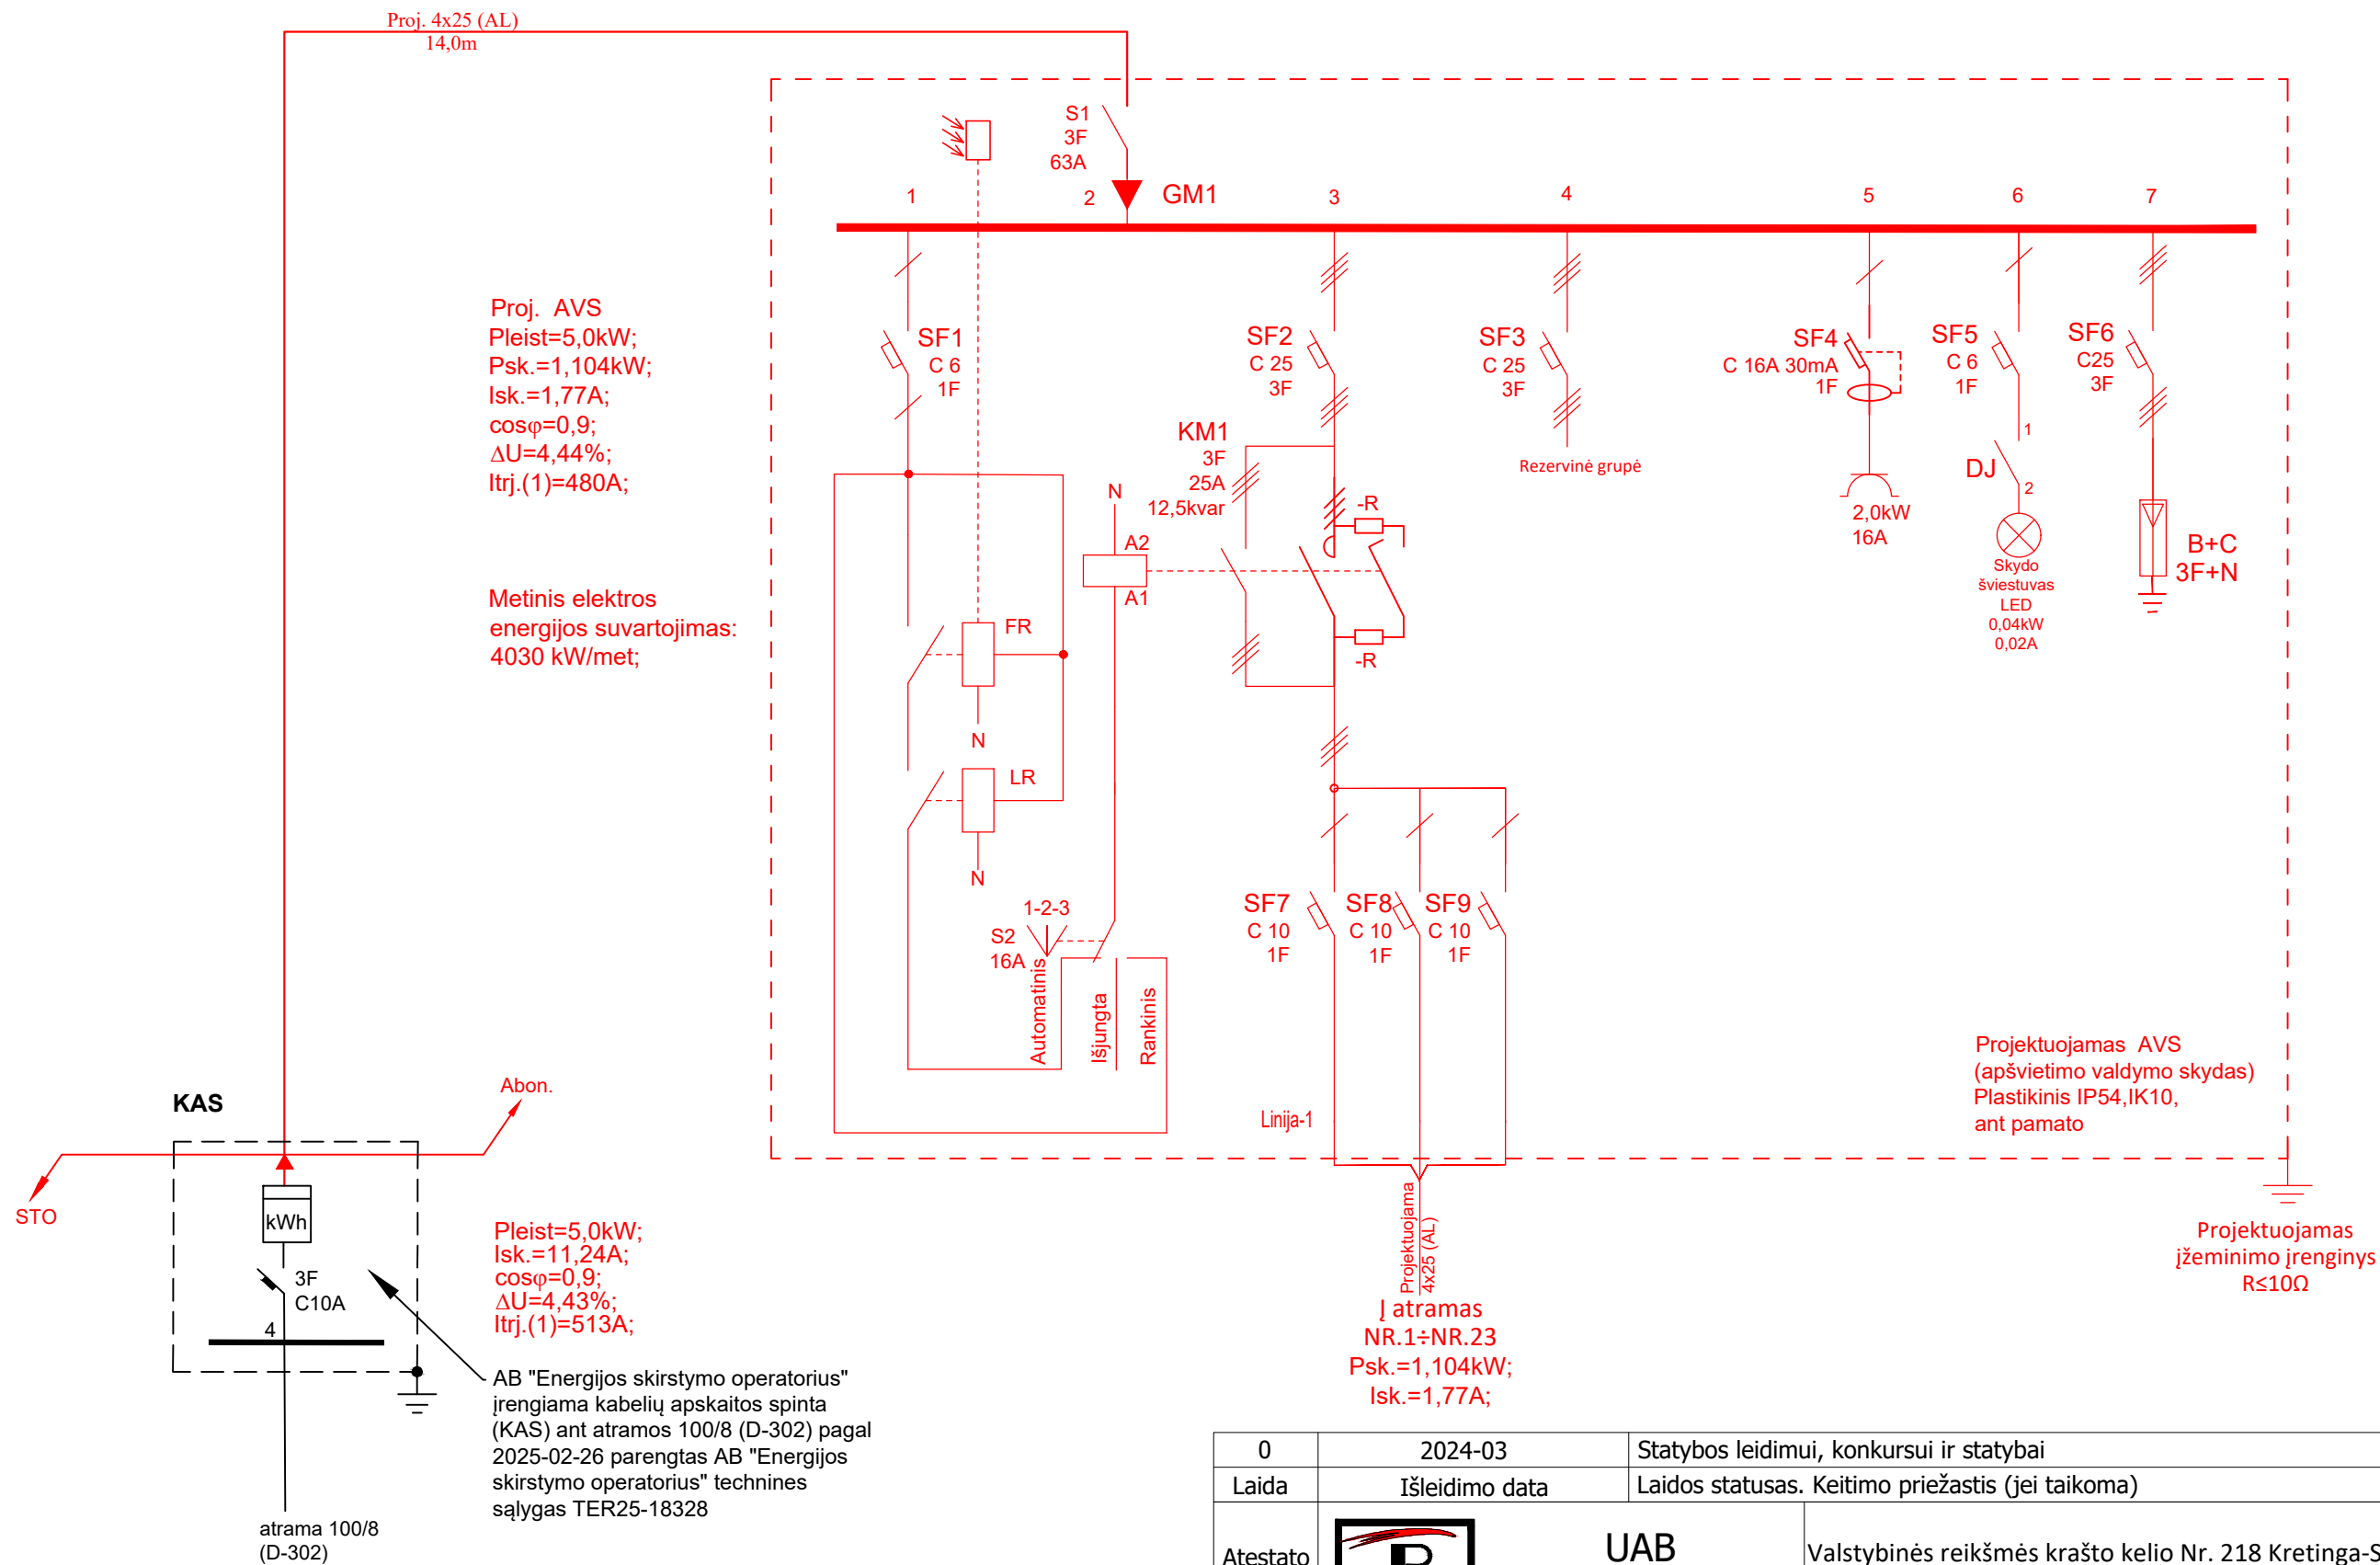 Proj. 4x25 (AL)
14,0m
S1
3F
63A
GM1
1
2
3
4
5
6
7
Proj. AVS
Pleist=5,0kW;
Psk.=1,104kW;
Isk.=1,77A;
cosφ=0,9;
ΔU=4,44%;
Itrj.(1)=480A;
Metinis elektros
energijos suvartojimas:
4030 kW/met;
SF1
C 6
1F
SF2
C 25
3F
SF3
C 25
3F
SF4
C 16A 30mA
1F
SF5
C 6
1F
SF6
C25
3F
KM1
3F
25A
12,5kvar
Rezervinė grupė
N
A2
A1
-R
-R
2,0kW
16A
1
DJ
2
Skydo
šviestuvas
LED
0,04kW
0,02A
B+C
3F+N
FR
N
LR
N
1-2-3
S2
16A
Automatinis
Išjungta
Rankinis
SF7
C 10
1F
SF8
C 10
1F
SF9
C 10
1F
Linija-1
Projektuojamas AVS
(apšvietimo valdymo skydas)
Plastikinis IP54,IK10,
ant pamato
KAS
Abon.
STO
kWh
3F
C10A
4
Pleist=5,0kW;
Isk.=11,24A;
cosφ=0,9;
ΔU=4,43%;
Itrj.(1)=513A;
AB "Energijos skirstymo operatorius"
įrengiama kabelių apskaitos spinta
(KAS) ant atramos 100/8 (D-302) pagal
2025-02-26 parengtas AB "Energijos
skirstymo operatorius" technines
sąlygas TER25-18328
atrama 100/8
(D-302)
Projektuojama
4x25 (AL)
Į atramas
NR.1÷NR.23
Psk.=1,104kW;
Isk.=1,77A;
Projektuojamas
įžeminimo įrenginys
R≤10Ω
0 2024-03 Statybos leidimui, konkursui ir statybai
Laida Išleidimo data Laidos statusas. Keitimo priežastis (jei taikoma)
Atestato
UAB
Valstybinės reikšmės krašto kelio Nr. 218 Kretinga-S